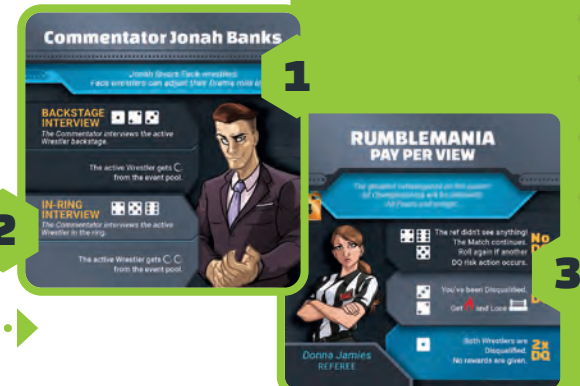 Commentator Jonah Banks
Jonah favors Face wrestlers.
Face wrestlers can adjust their Drama rolls
1
BACKSTAGE
INTERVIEW
The Commentator interviews the active
Wrestler backstage.
The active Wrestler gets
from the event pool.
2
IN-RING
INTERVIEW
The Commentator interviews the active
Wrestler in the ring.
The active Wrestler gets
from the event pool.
RUMBLEMANIA
PAY PER VIEW
The ref didn't see anything!
The Match continues.
Roll again if another
DQ risk action occurs.
No
3
You've been Disqualified.
Get and Lose
Both Wrestlers are
Disqualified.
No rewards are given.
2x
DQ
Donna Jamies
REFEREE